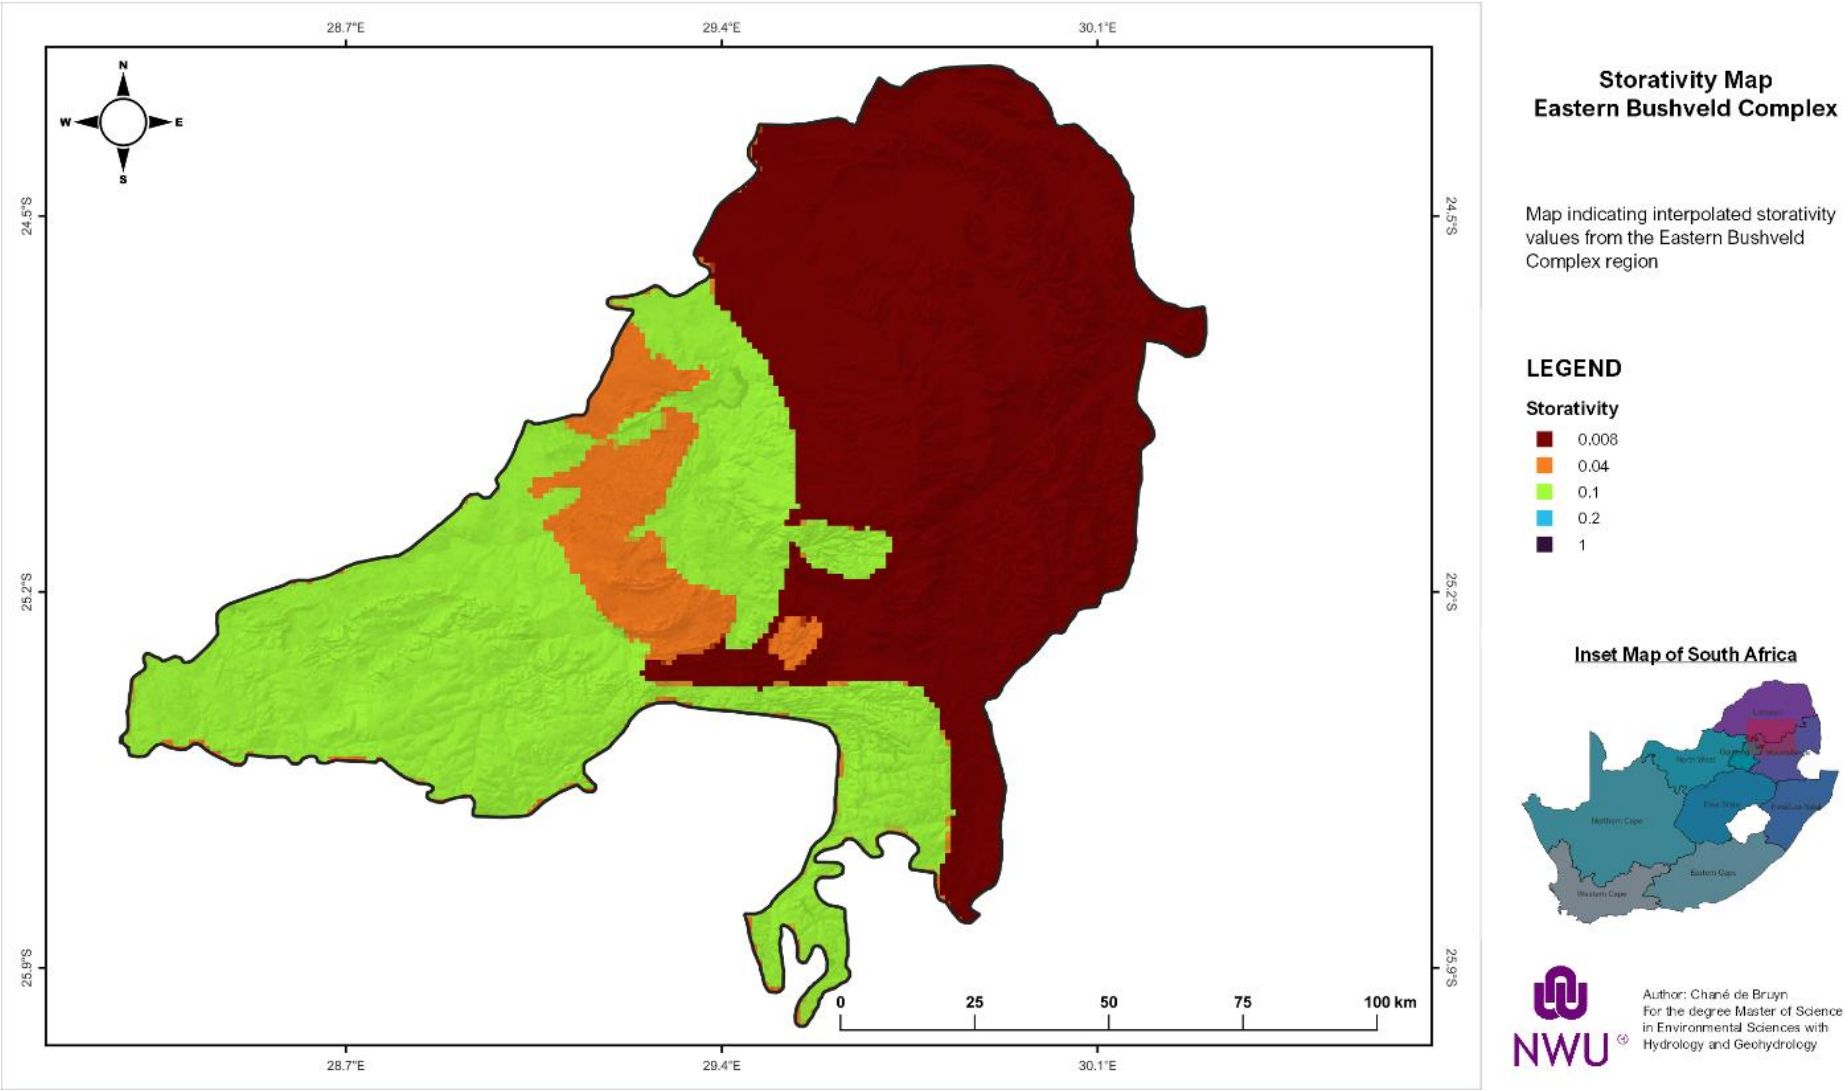 28.7°E
29.4°E
30.1°E
N
W
E
S
24.5°S
24.5°S
25.2°S
25.2°S
25.9°S
25.9°S
0
25
50
75
100 km
28.7°E
29.4°E
30.1°E
Storativity Map
Eastern Bushveld Complex
Map indicating interpolated storativity
values from the Eastern Bushveld
Complex region
LEGEND
Storativity
0.008
0.04
0.1
0.2
1
Inset Map of South Africa
Limpopo
North West
Free State
Northern Cape
Eastern Cape
Western Cape
NWU ®
Author: Chané de Bruyn
For the degree Master of Science
in Environmental Sciences with
Hydrology and Geohydrology